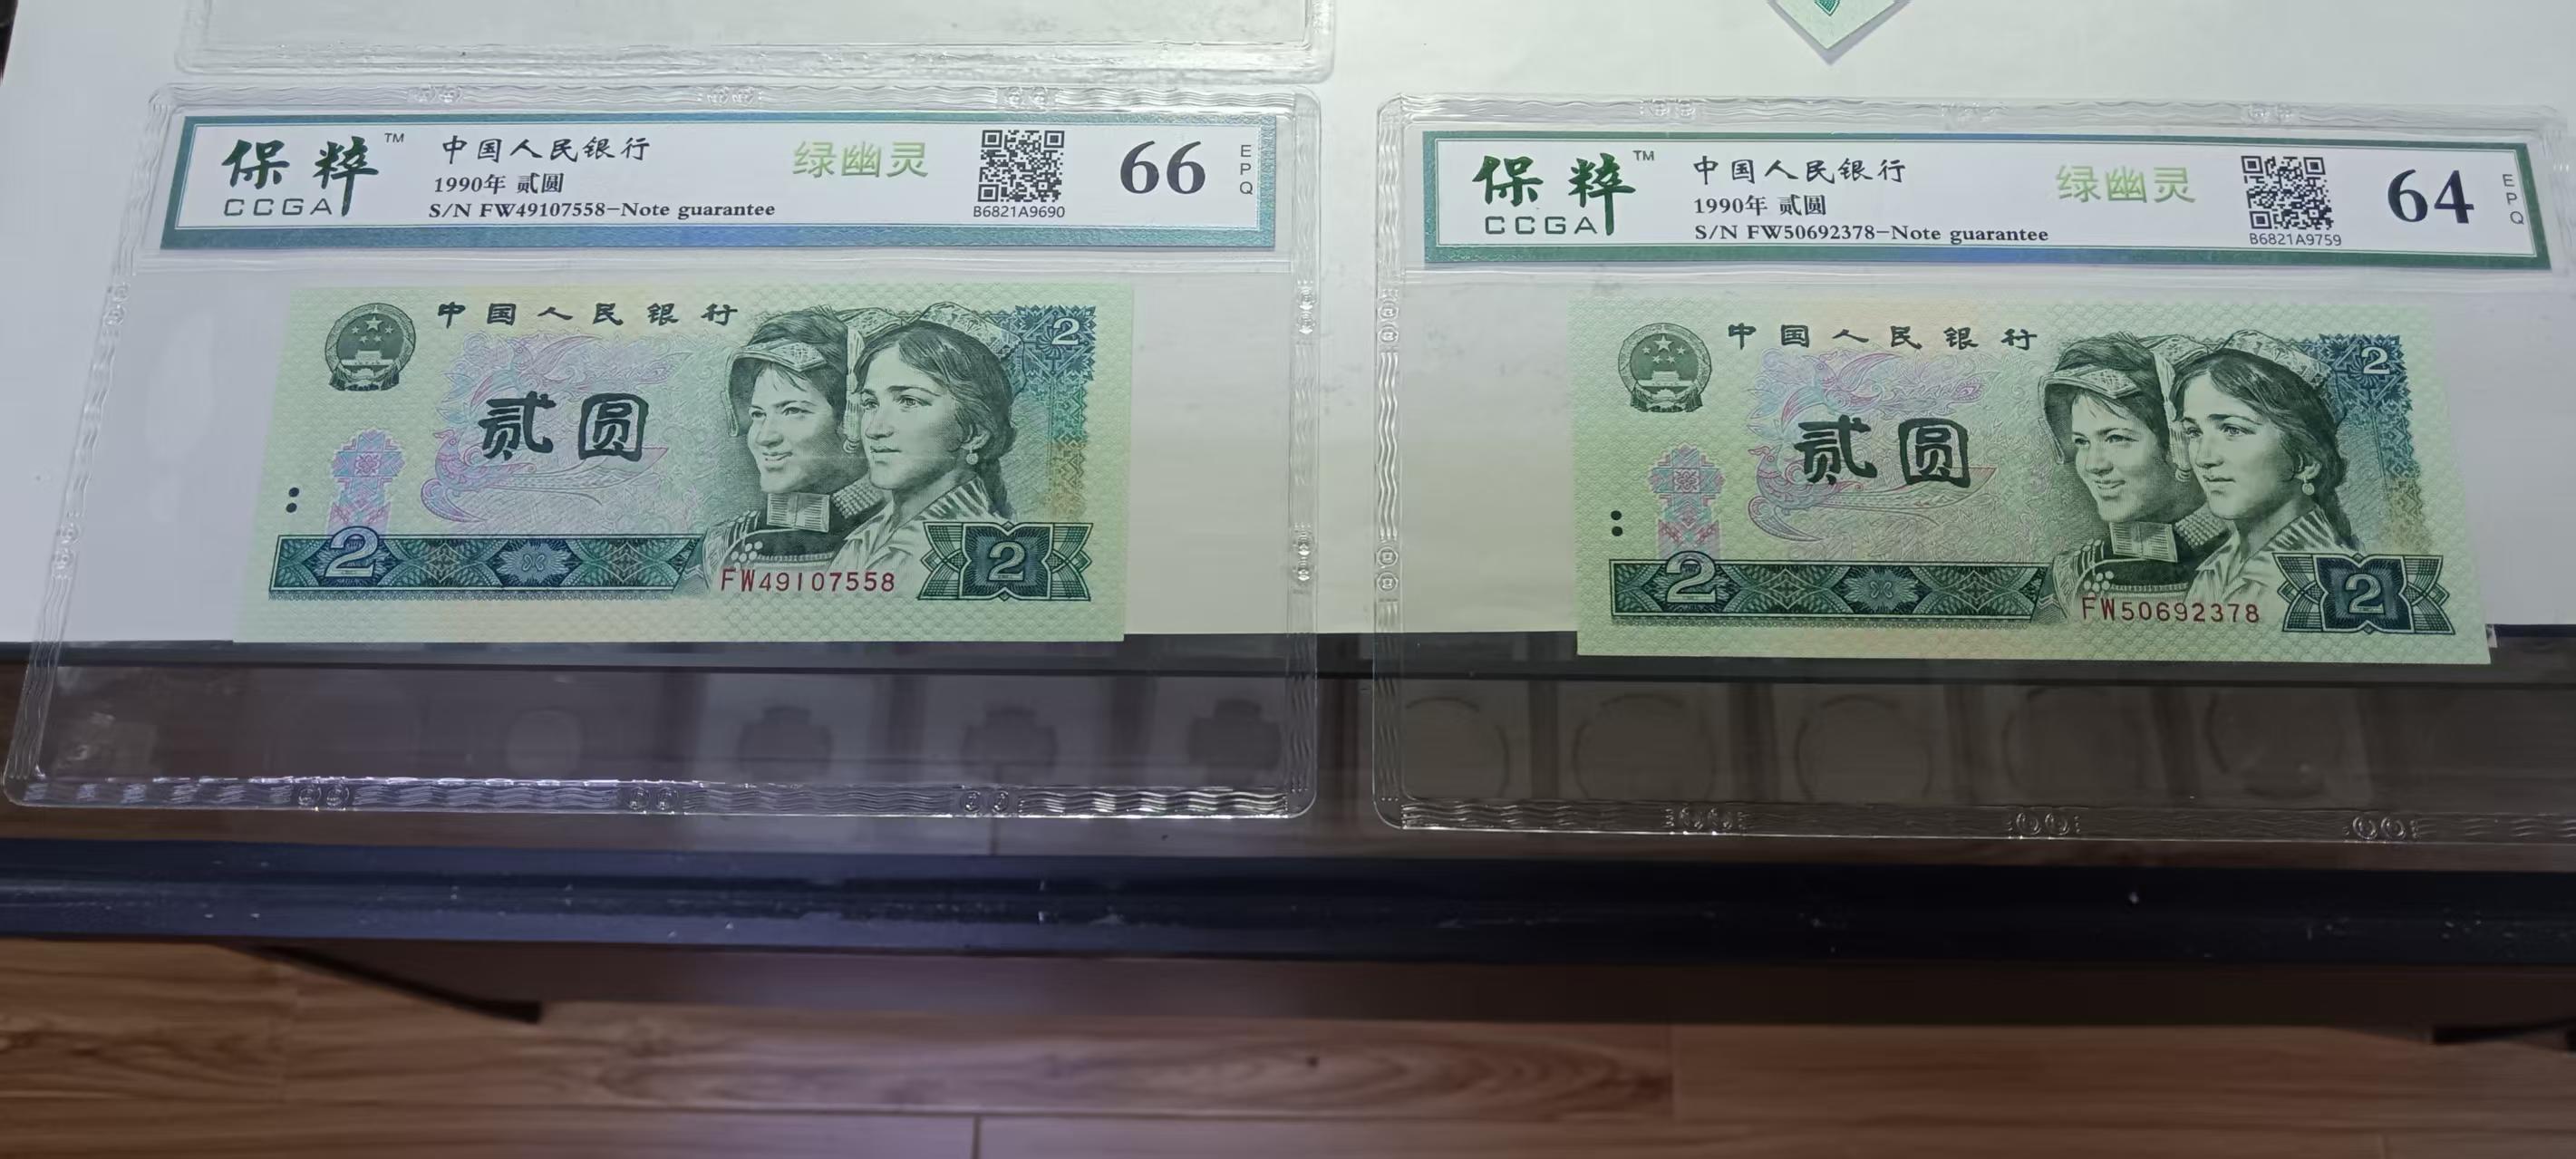 保粹™
CCGA
中国人民银行
1990年 贰圆
S/N FW49107558-Note guarantee
绿幽灵
B6821A9690
66
EPQ
中国人民银行
贰圆
2
2
FW49107558
2
保粹™
CCGA
中国人民银行
1990年 贰圆
S/N FW50692378-Note guarantee
绿幽灵
B6821A9759
64
EPQ
中国人民银行
贰圆
2
2
FW50692378
2